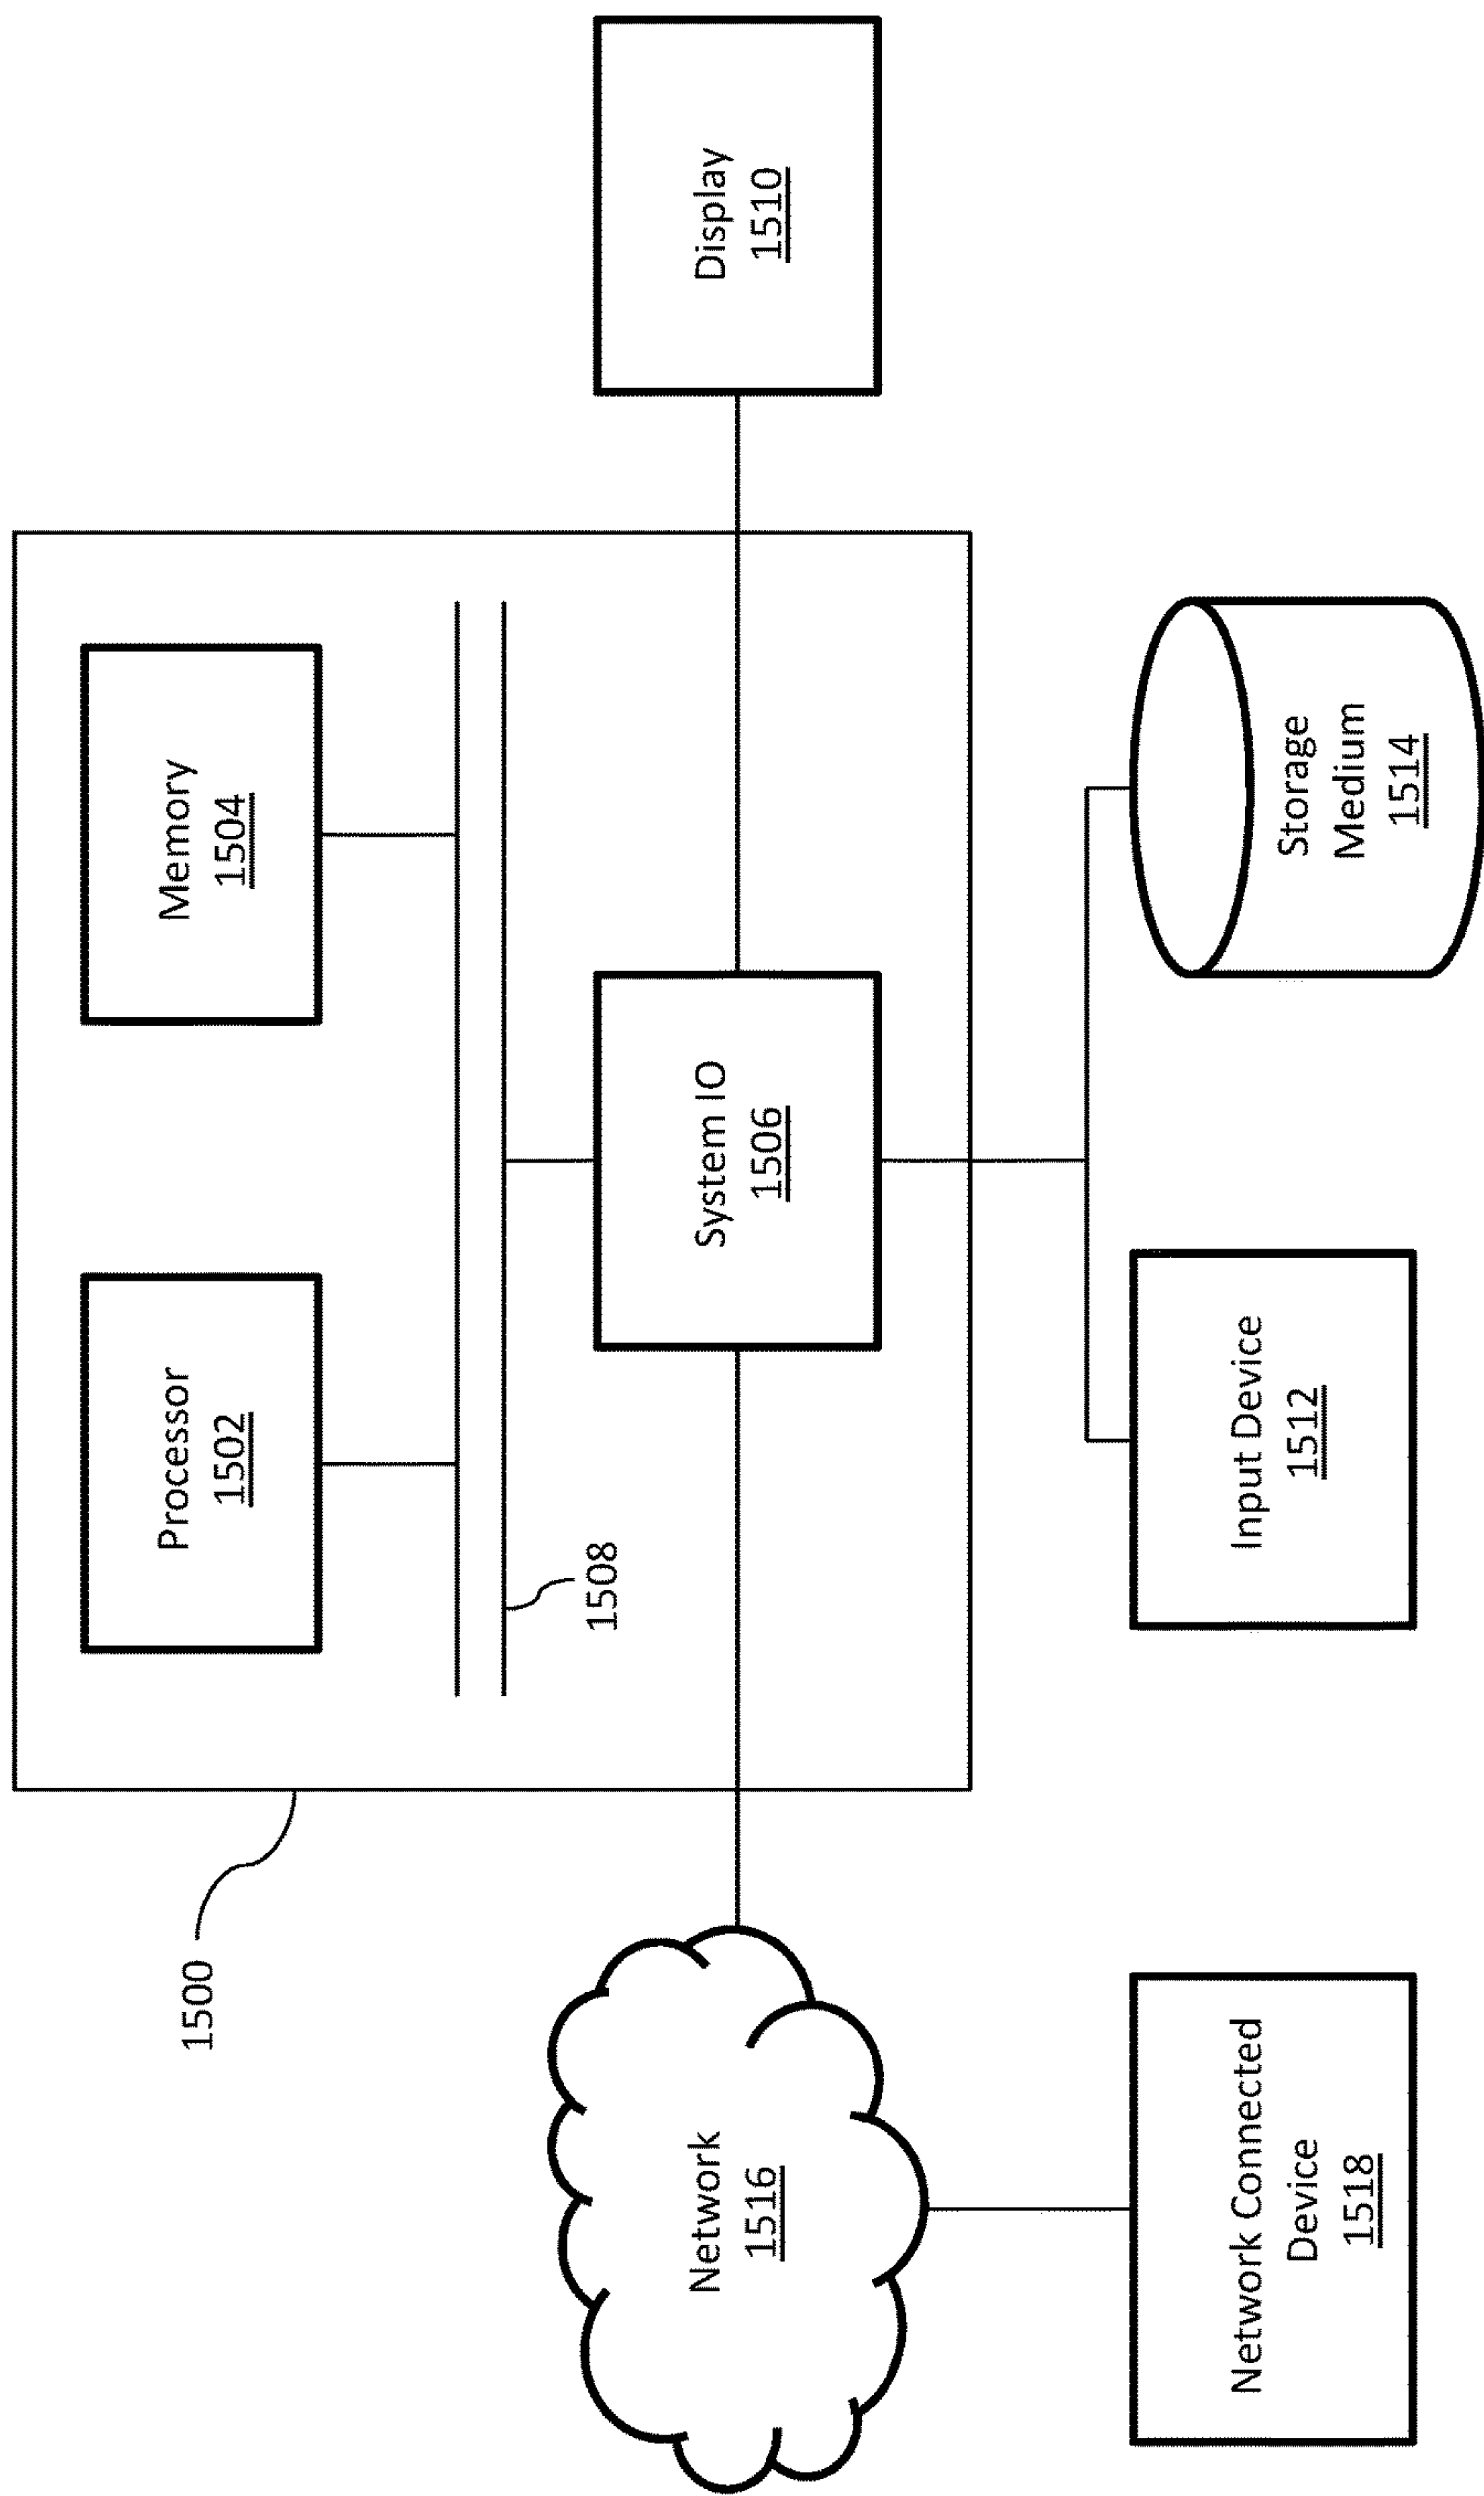 1500
Processor
1502
Memory
1504
1508
System IO
1506
Display
1510
Network
1516
Network Connected
Device
1518
Input Device
1512
Storage
Medium
1514